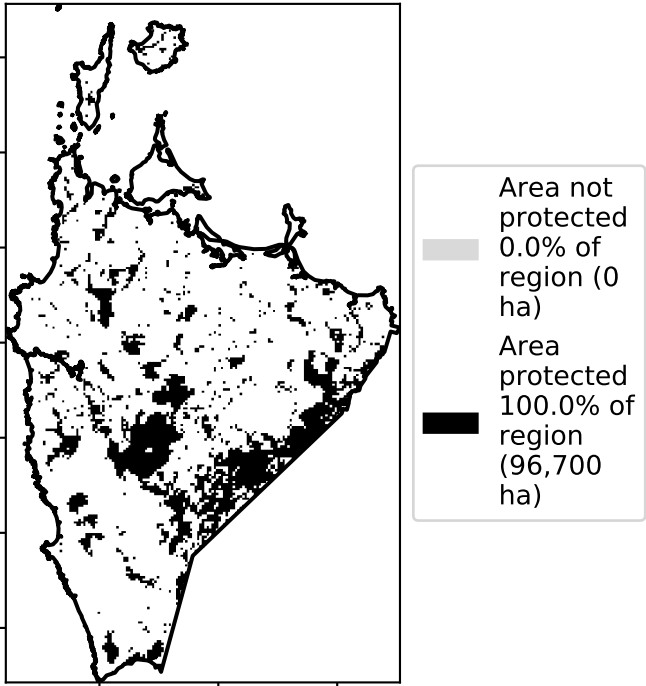 Area not
protected
0.0% of
region (0
ha)
Area
protected
100.0% of
region
(96,700
ha)